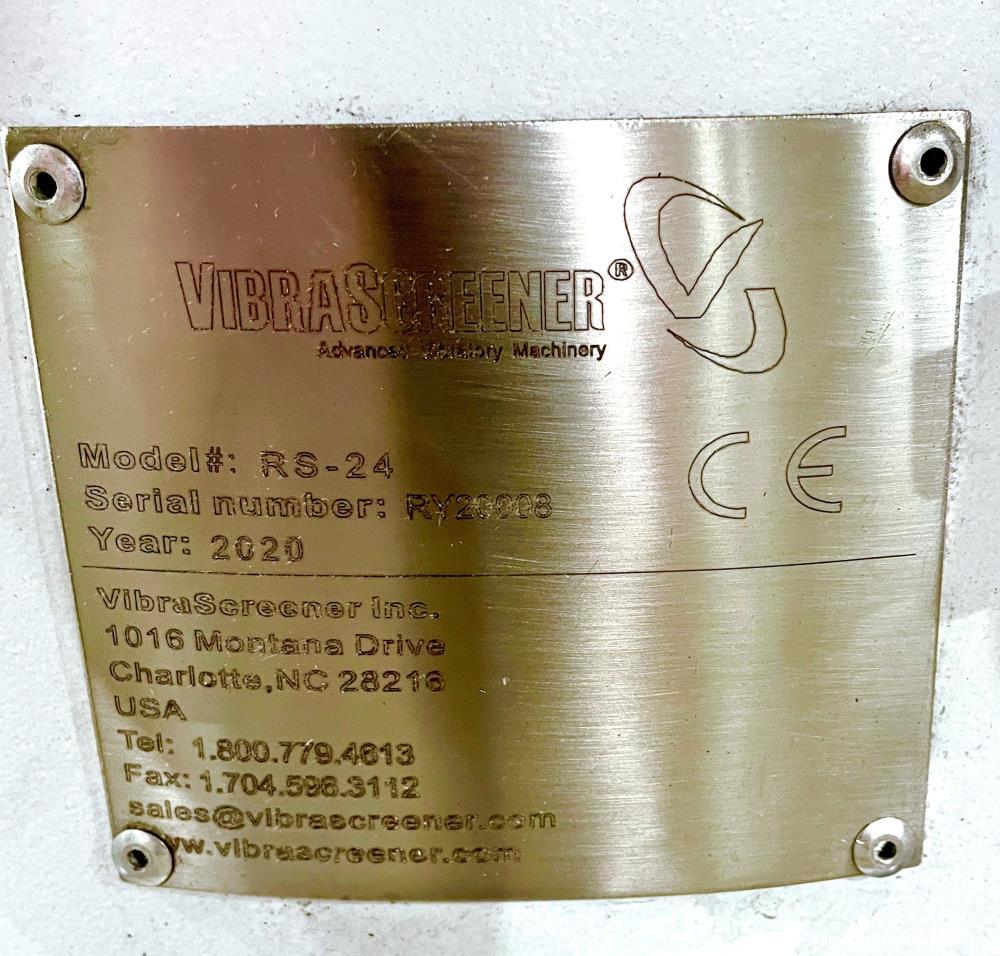 VIBRASCREENER®
Advanced Vibratory Machinery
CE
Model#: RS-24
Serial number: RY20008
Year: 2020
VibraScreener Inc.
1016 Montana Drive
Charlotte,NC 28216
USA
Tel: 1.800.779.4613
Fax: 1.704.596.3112
sales@vibrascreener.com
www.vibrascreener.com